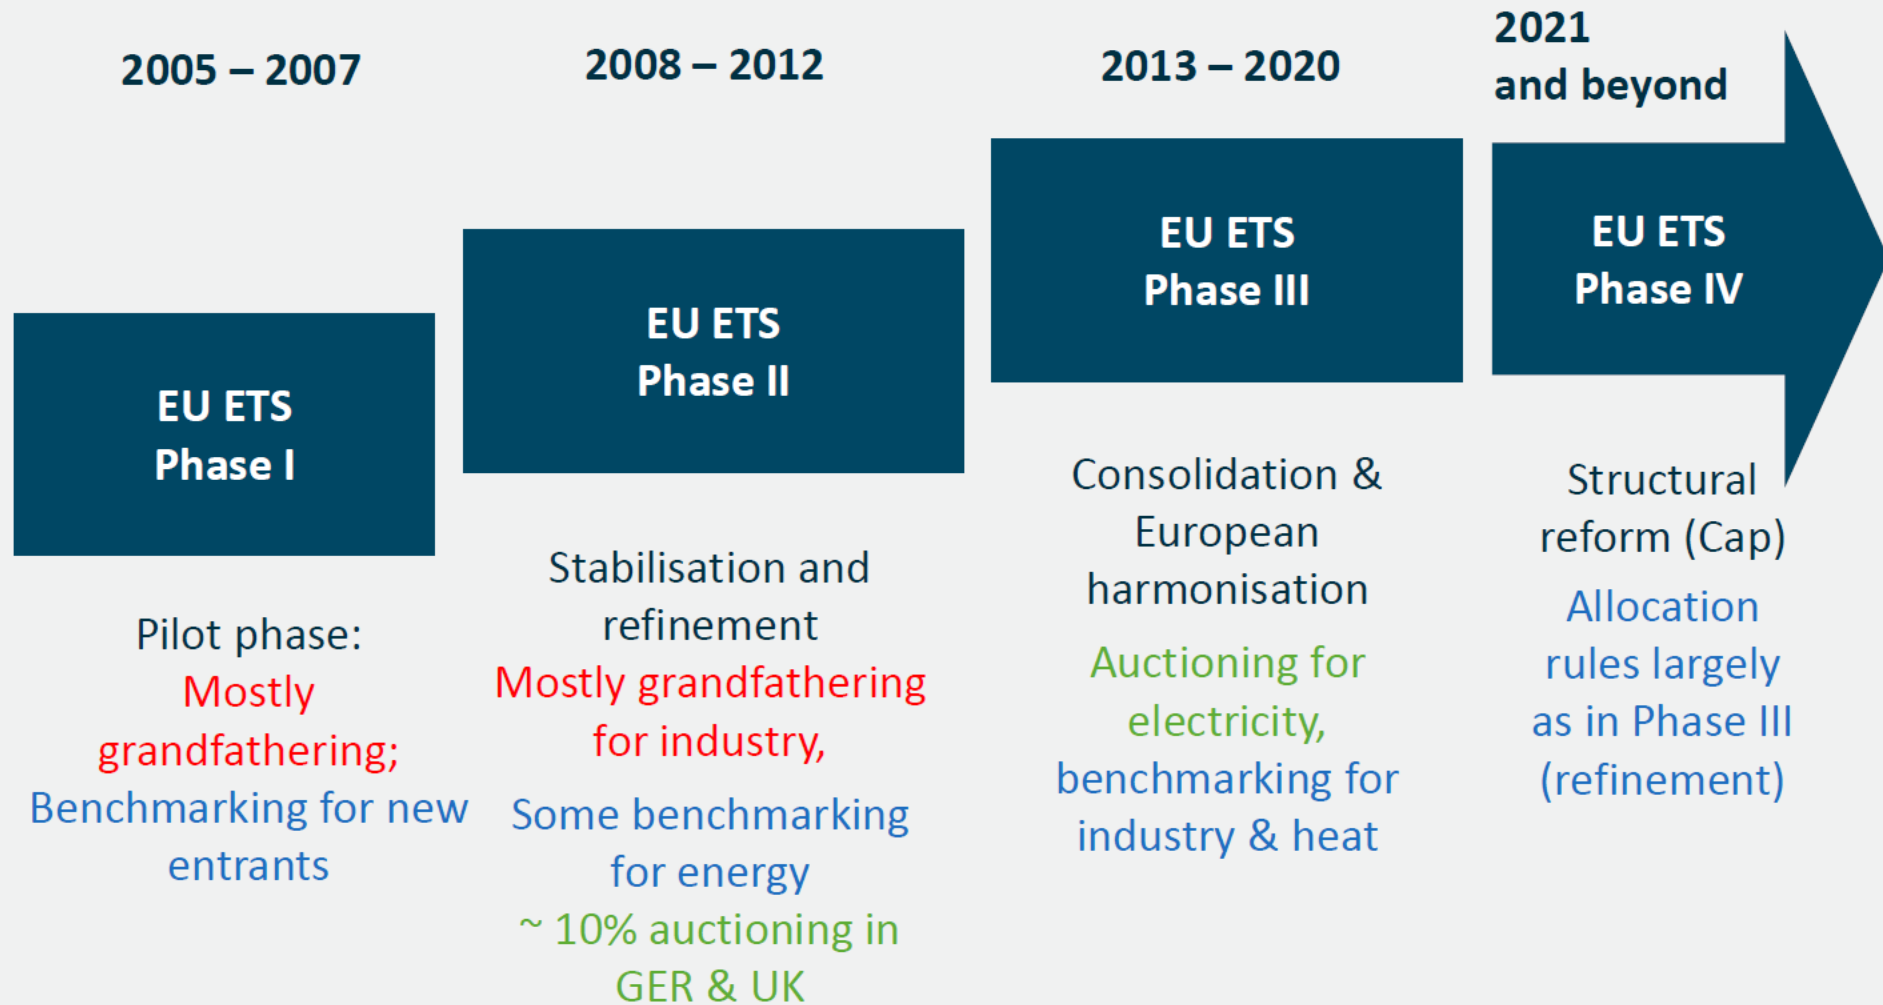 2005 – 2007
EU ETS
Phase I
Pilot phase:
Mostly
grandfathering;
Benchmarking for new
entrants
2008 – 2012
EU ETS
Phase II
Stabilisation and
refinement
Mostly grandfathering
for industry,
Some benchmarking
for energy
~ 10% auctioning in
GER & UK
2013 – 2020
EU ETS
Phase III
Consolidation &
European
harmonisation
Auctioning for
electricity,
benchmarking for
industry & heat
2021
and beyond
EU ETS
Phase IV
Structural
reform (Cap)
Allocation
rules largely
as in Phase III
(refinement)